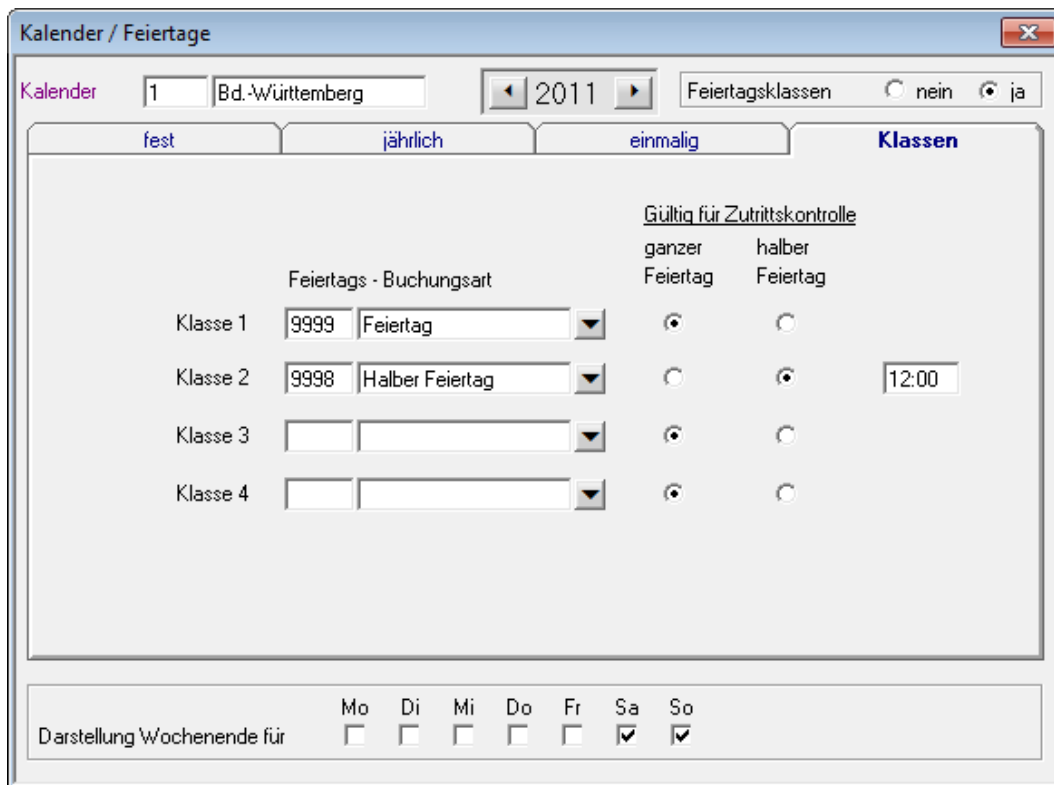 Kalender / Feiertage
Kalender 1 Bd.-Württemberg 2011 Feiertagsklassen nein ja
fest jährlich einmalig Klassen
Gültig für Zutrittskontrolle
ganzer halber
Feiertags - Buchungsart Feiertag Feiertag
Klasse 1 9999 Feiertag
Klasse 2 9998 Halber Feiertag 12:00
Klasse 3
Klasse 4
Mo Di Mi Do Fr Sa So
Darstellung Wochenende für